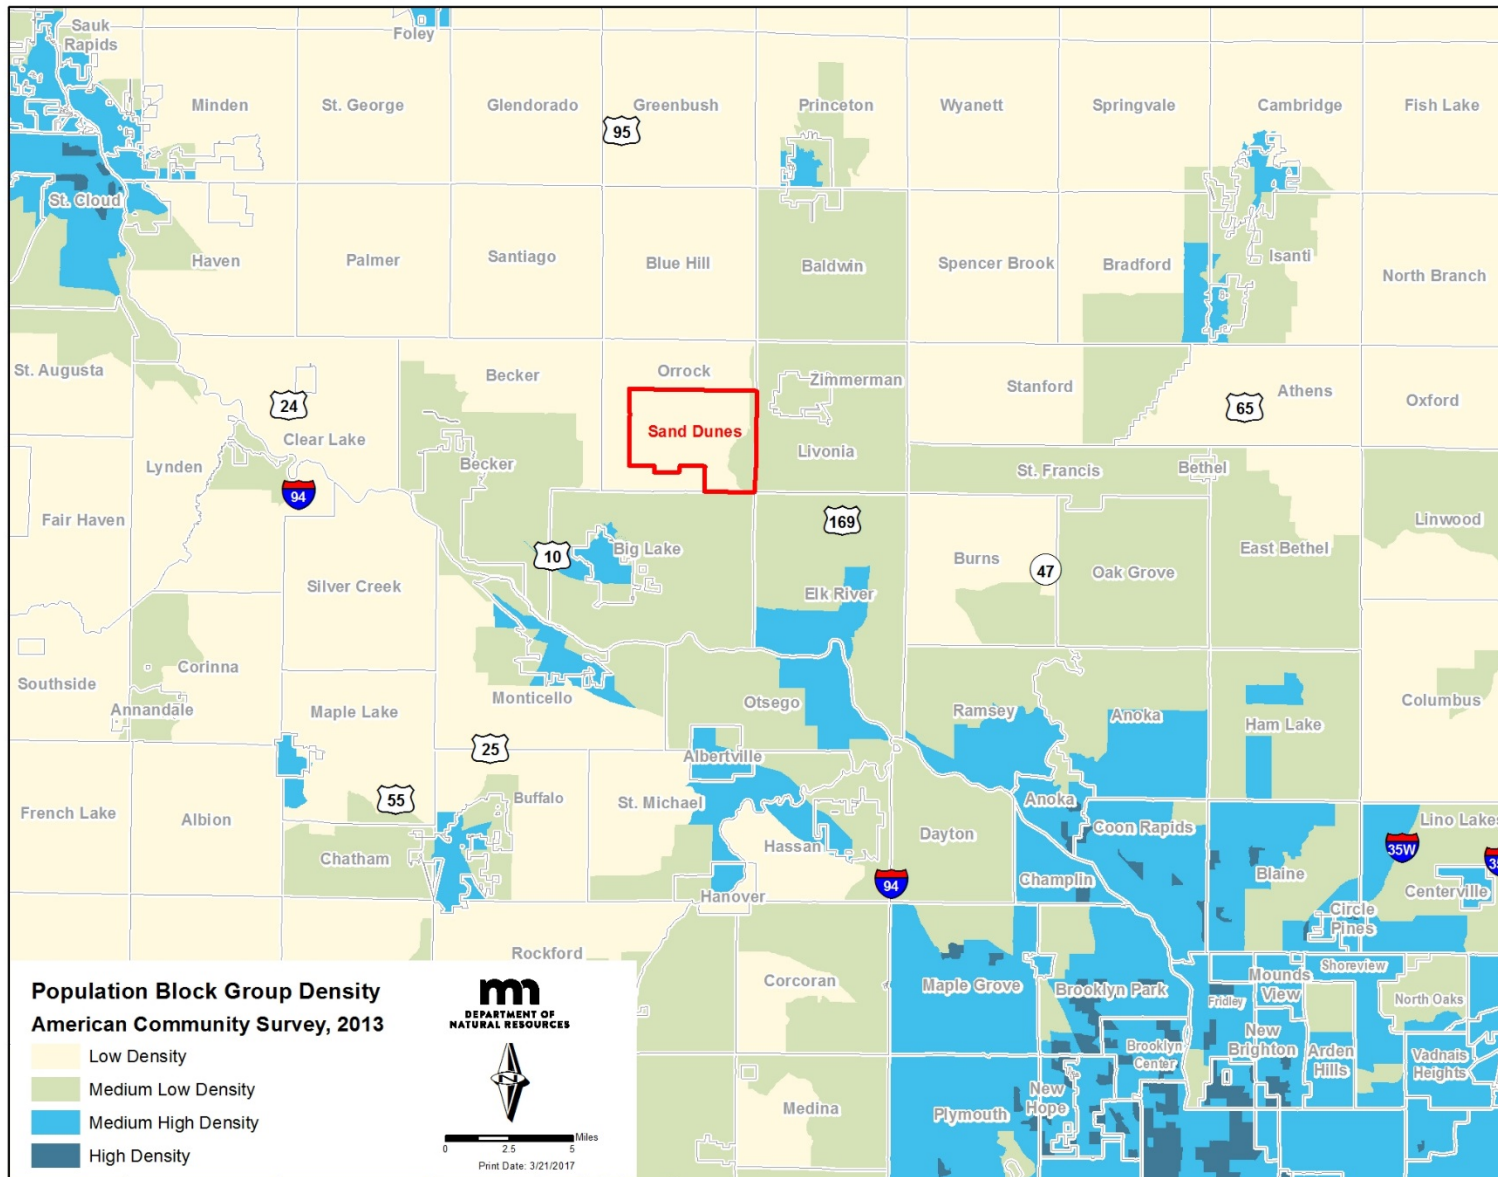 Sauk
Rapids
Foley
Minden
St. George
Glendorado
Greenbush
Princeton
Wyanett
Springvale
Cambridge
Fish Lake
95
St. Cloud
Haven
Palmer
Santiago
Blue Hill
Baldwin
Spencer Brook
Bradford
Isanti
North Branch
St. Augusta
Becker
Orrock
Zimmerman
Stanford
Athens
Oxford
24
65
Clear Lake
Sand Dunes
Lynden
Becker
Livonia
St. Francis
Bethel
94
Fair Haven
169
Linwood
10
Big Lake
Burns
47
Oak Grove
East Bethel
Silver Creek
Elk River
Corinna
Southside
Annandale
Maple Lake
Monticello
Otsego
Ramsey
Anoka
Ham Lake
Columbus
25
Albertville
55
Buffalo
St. Michael
Anoka
French Lake
Albion
Dayton
Coon Rapids
Lino Lakes
Chatham
Hassan
35W
35
Blaine
Champlin
94
Centerville
Hanover
Circle
Pines
Rockford
Corcoran
Maple Grove
Brooklyn Park
Fridley
Mounds
View
Shoreview
North Oaks
Brooklyn
Center
New
Brighton
Arden
Hills
Vadnais
Heights
Medina
Plymouth
New
Hope
Population Block Group Density
American Community Survey, 2013
Low Density
Medium Low Density
Medium High Density
High Density
mn
DEPARTMENT OF
NATURAL RESOURCES
N
Miles
0 2.5 5
Print Date: 3/21/2017